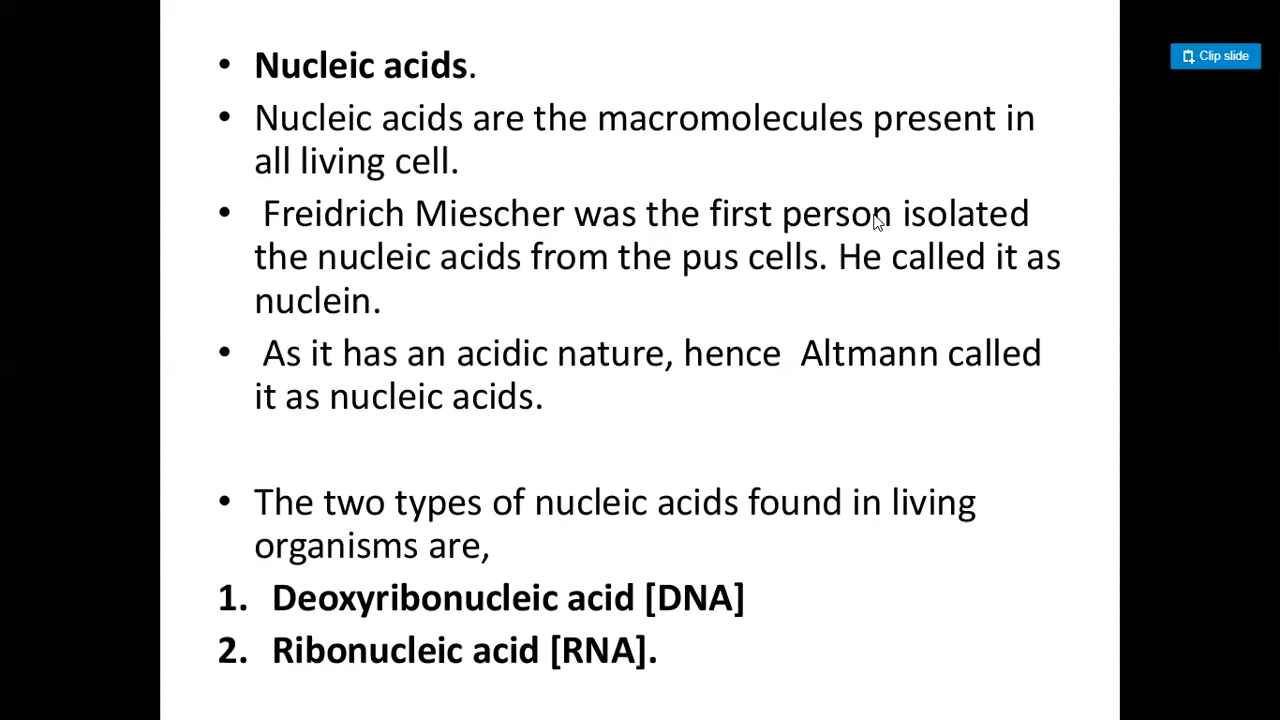 Clip slide
• Nucleic acids.
• Nucleic acids are the macromolecules present in
all living cell.
• Freidrich Miescher was the first person isolated
the nucleic acids from the pus cells. He called it as
nuclein.
• As it has an acidic nature, hence Altmann called
it as nucleic acids.
• The two types of nucleic acids found in living
organisms are,
1. Deoxyribonucleic acid [DNA]
2. Ribonucleic acid [RNA].